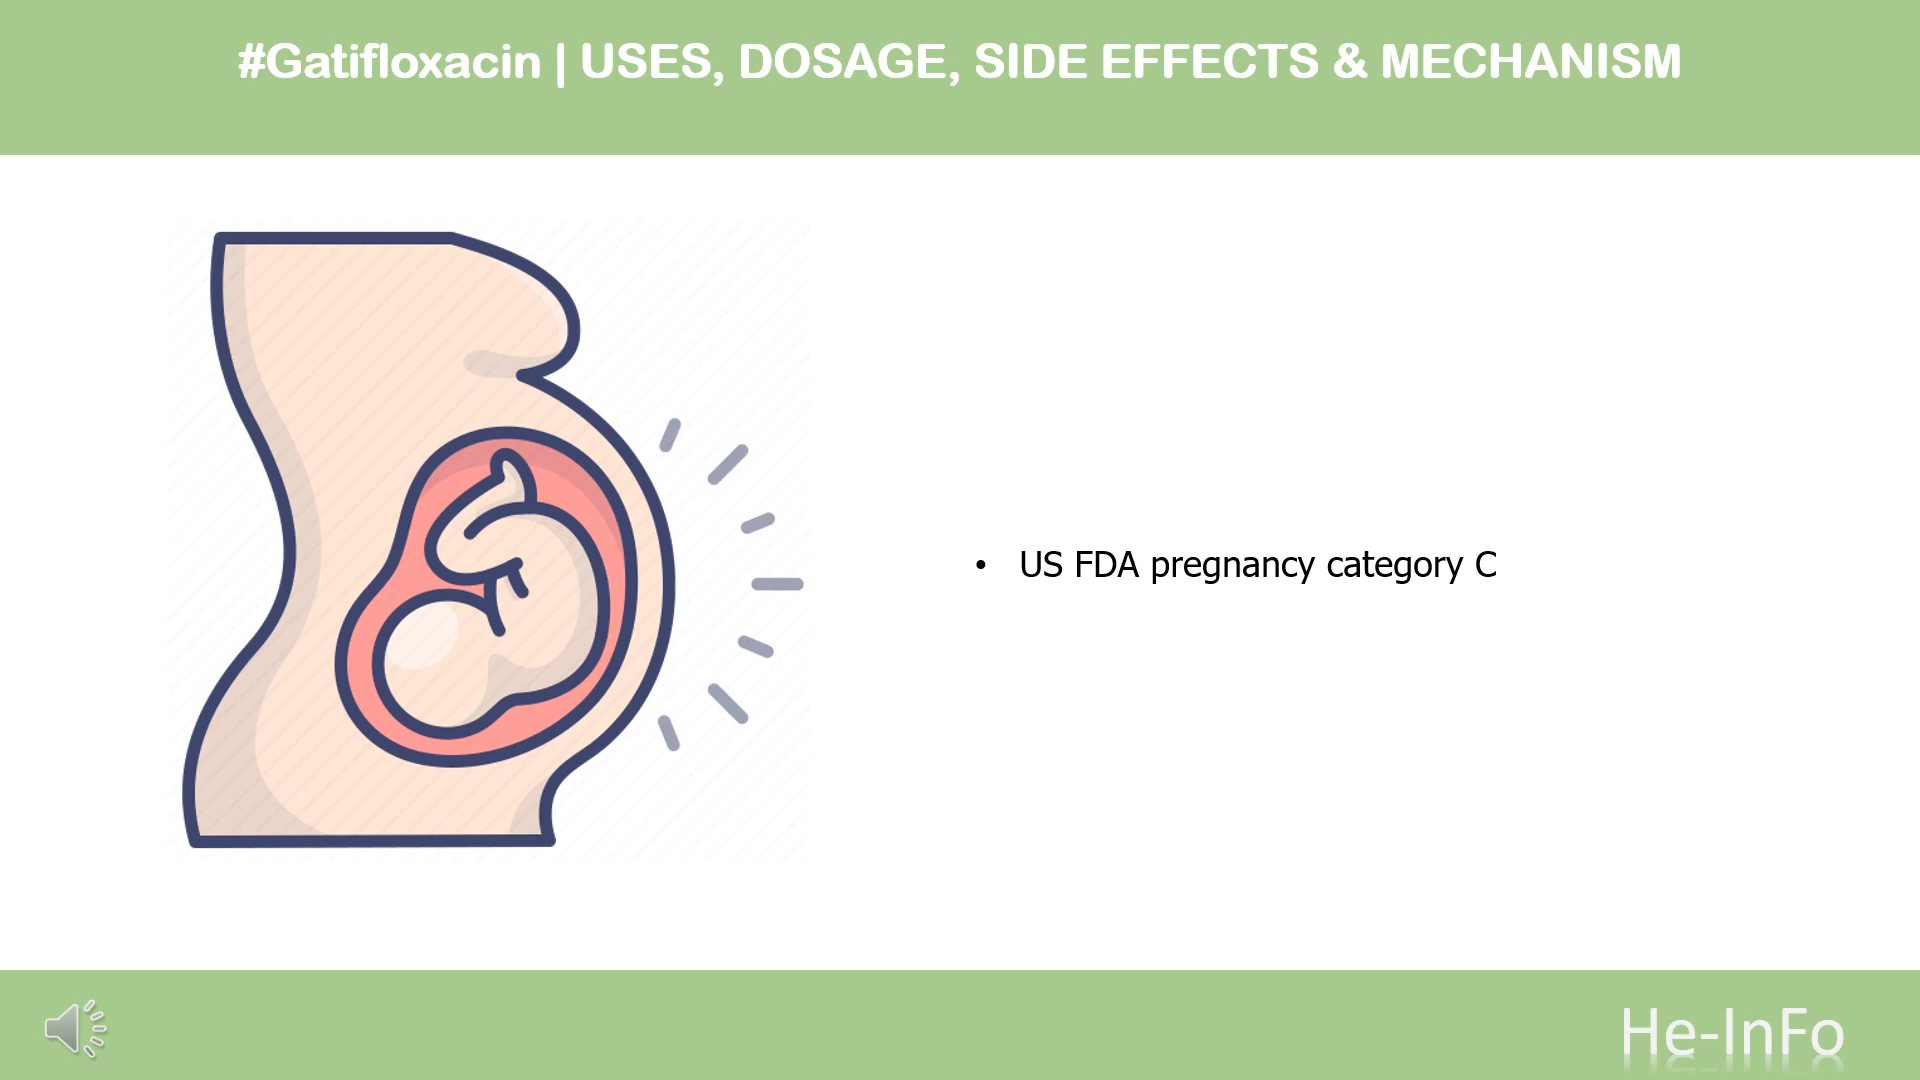 #Gatifloxacin | USES, DOSAGE, SIDE EFFECTS & MECHANISM
• US FDA pregnancy category C
He-InFo